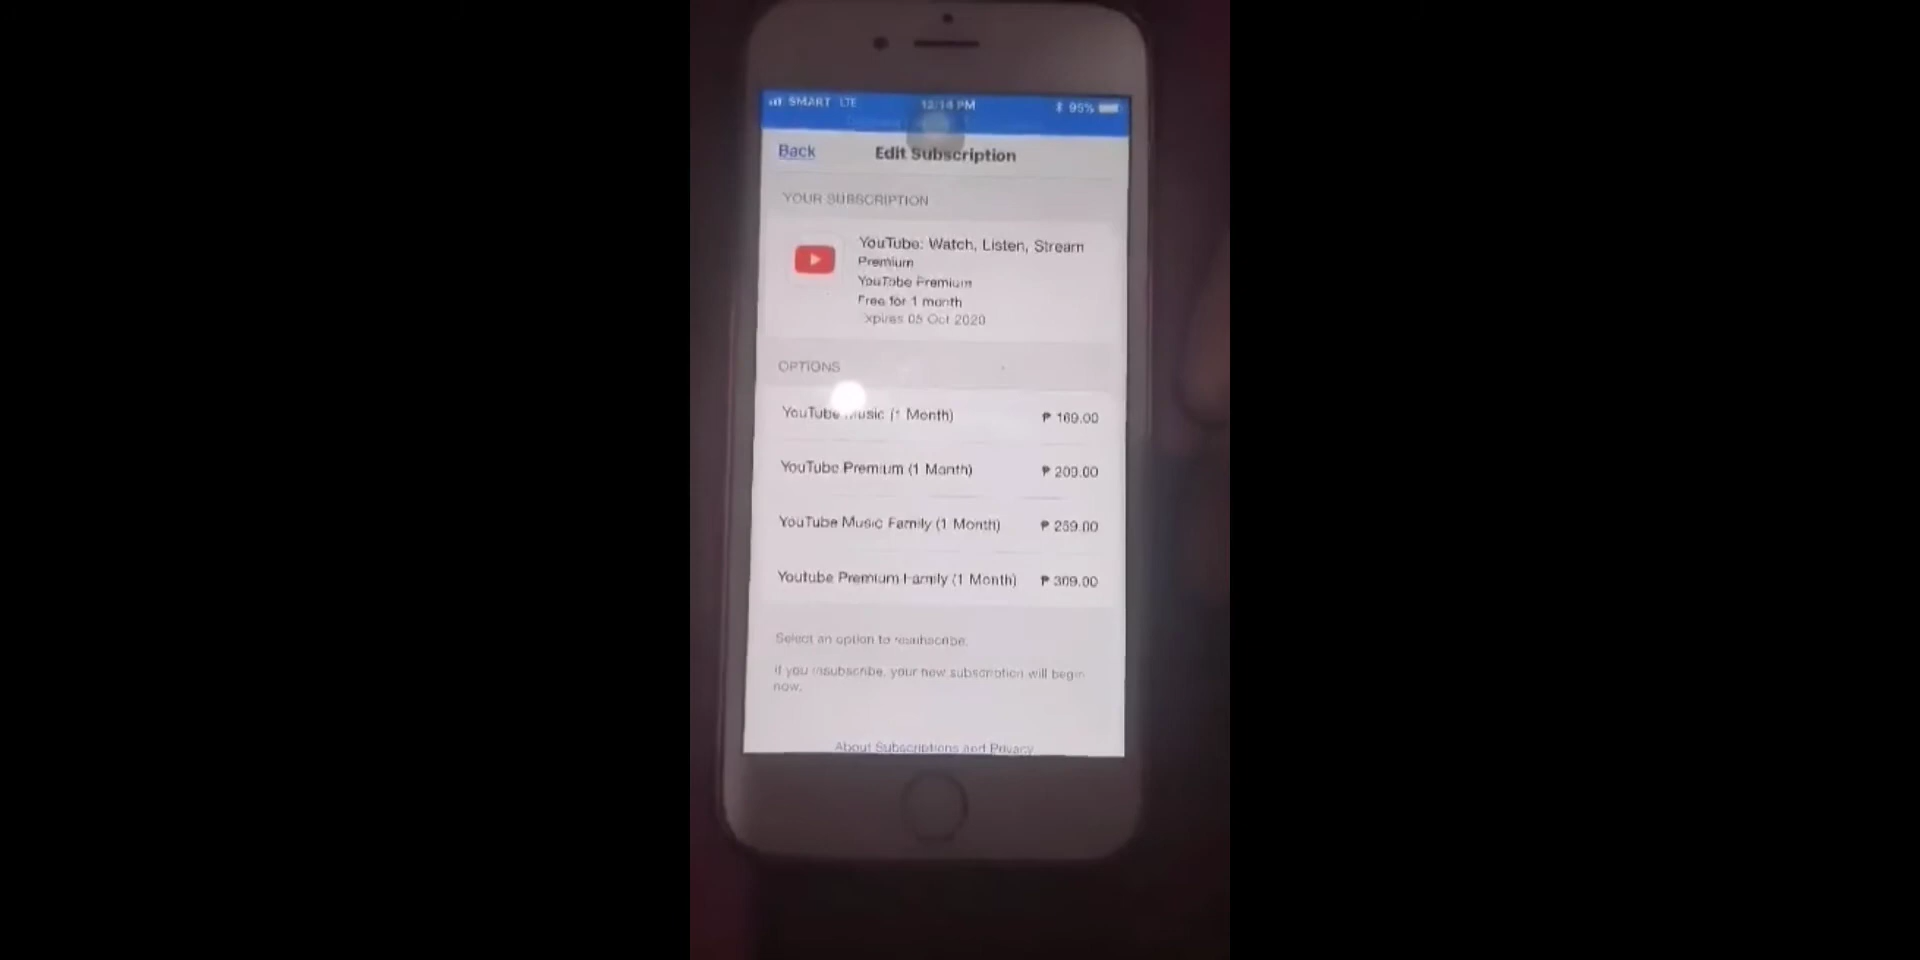 SMART LTE 12:14 PM 95%
Back Edit Subscription
YOUR SUBSCRIPTION
YouTube: Watch, Listen, Stream
Premium
YouTube Premium
Free for 1 month
Expires 05 Oct 2020
OPTIONS
YouTube Music (1 Month) ₱ 169.00
YouTube Premium (1 Month) ₱ 209.00
YouTube Music Family (1 Month) ₱ 259.00
Youtube Premium Family (1 Month) ₱ 309.00
Select an option to resubscribe.
If you resubscribe, your new subscription will begin
now.
About Subscriptions and Privacy